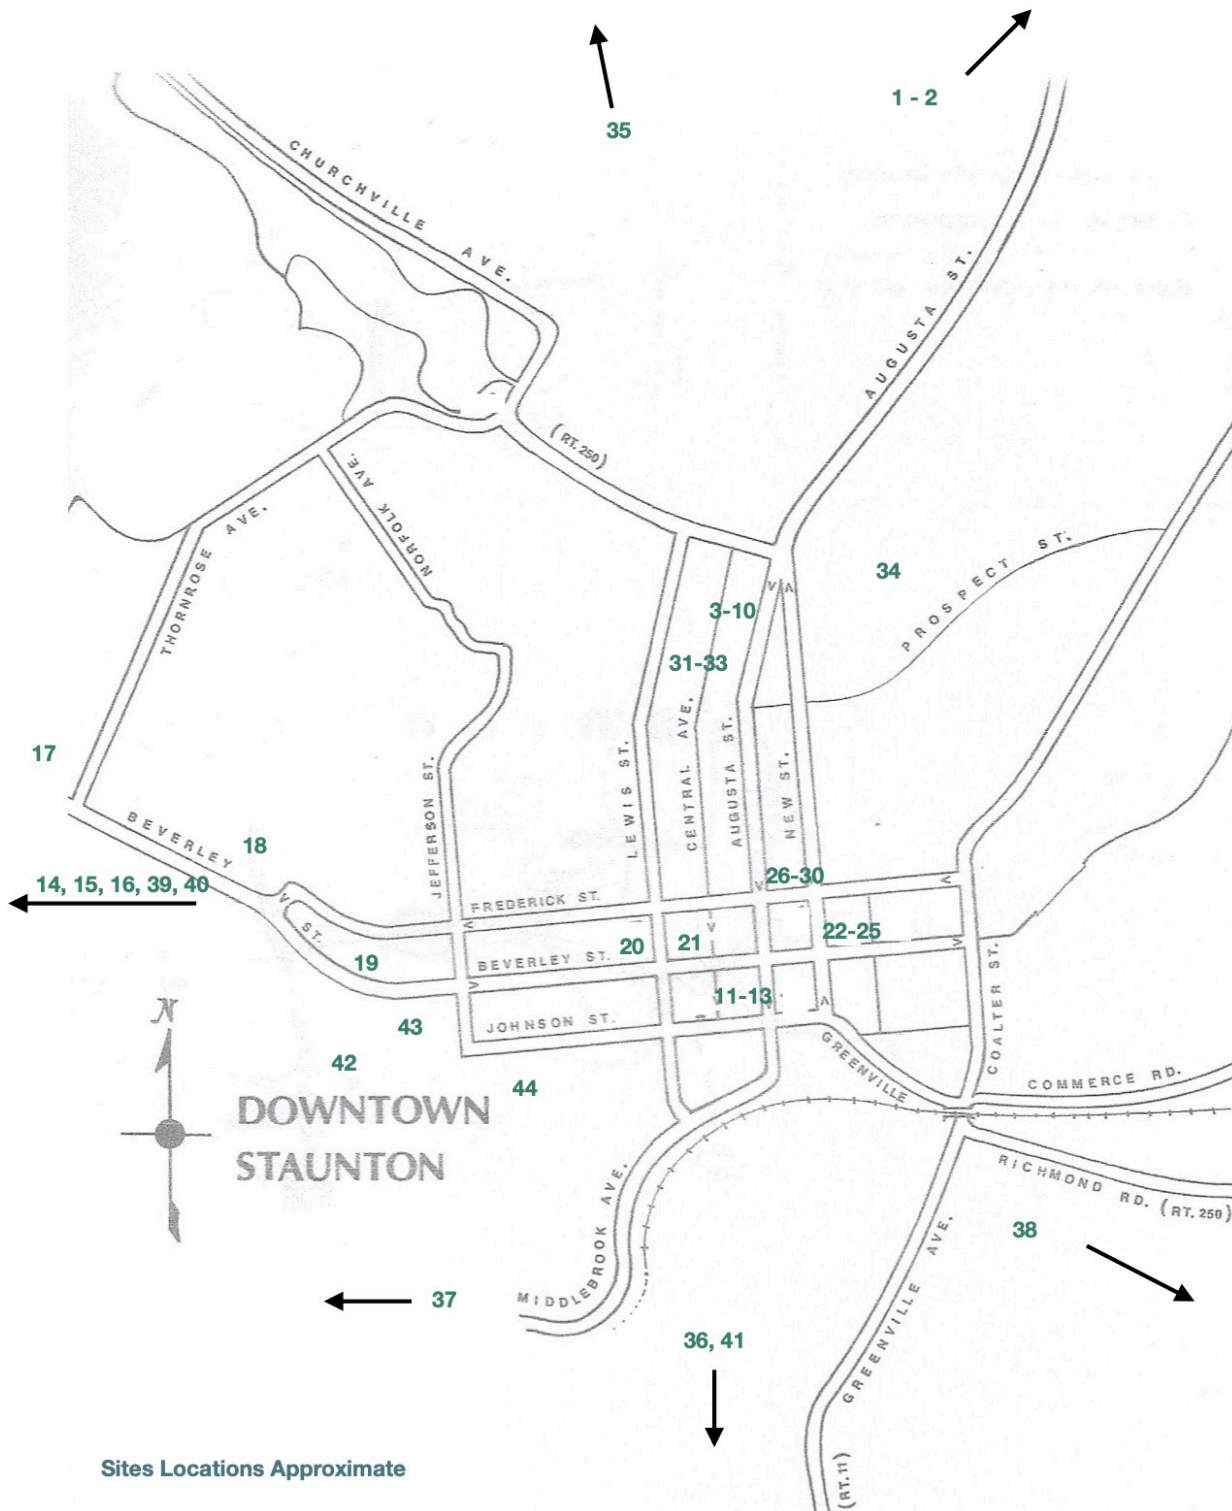 35
1 - 2
CHURCHVILLE AVE.
AUGUSTA ST.
(RT. 250)
THORNROSE AVE.
NORFOLK AVE.
PROSPECT ST.
34
3-10
31-33
17
BEVERLEY ST.
18
14, 15, 16, 39, 40
JEFFERSON ST.
LEWIS ST.
CENTRAL AVE.
AUGUSTA ST.
NEW ST.
26-30
FREDERICK ST.
22-25
19
BEVERLEY ST.
20
21
11-13
COALTER ST.
JOHNSON ST.
43
42
44
GREENVILLE
COMMERCE RD.
N
DOWNTOWN
STAUNTON
RICHMOND RD. (RT. 250)
38
MIDDLEBROOK AVE.
37
36, 41
GREENVILLE AVE.
(RT. 11)
Sites Locations Approximate